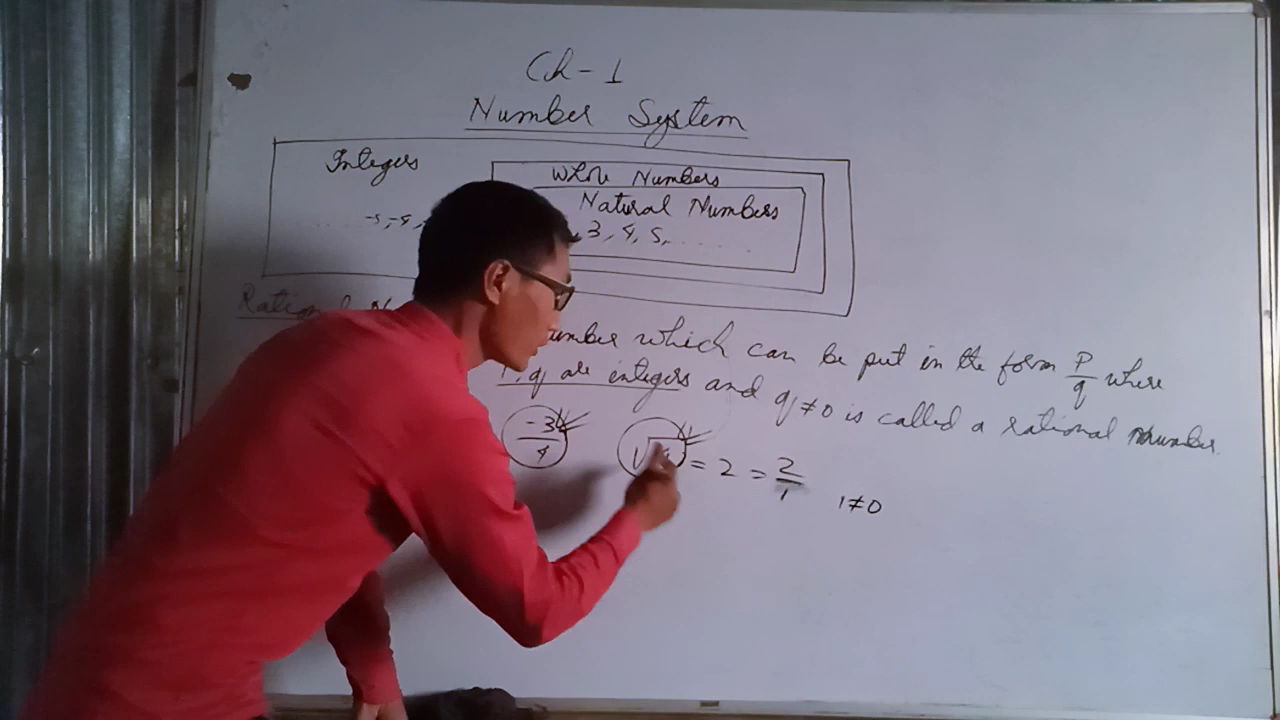 Ch-1
Number System
Integers
Whole Numbers
Natural Numbers
-5, -4,
, 3, 4, 5, ........
Rational N
umber which can be put in the form P/q where
P, q are integers and q ≠ 0 is called a rational number.
-3/4
√4 = 2 = 2/1 1 ≠ 0